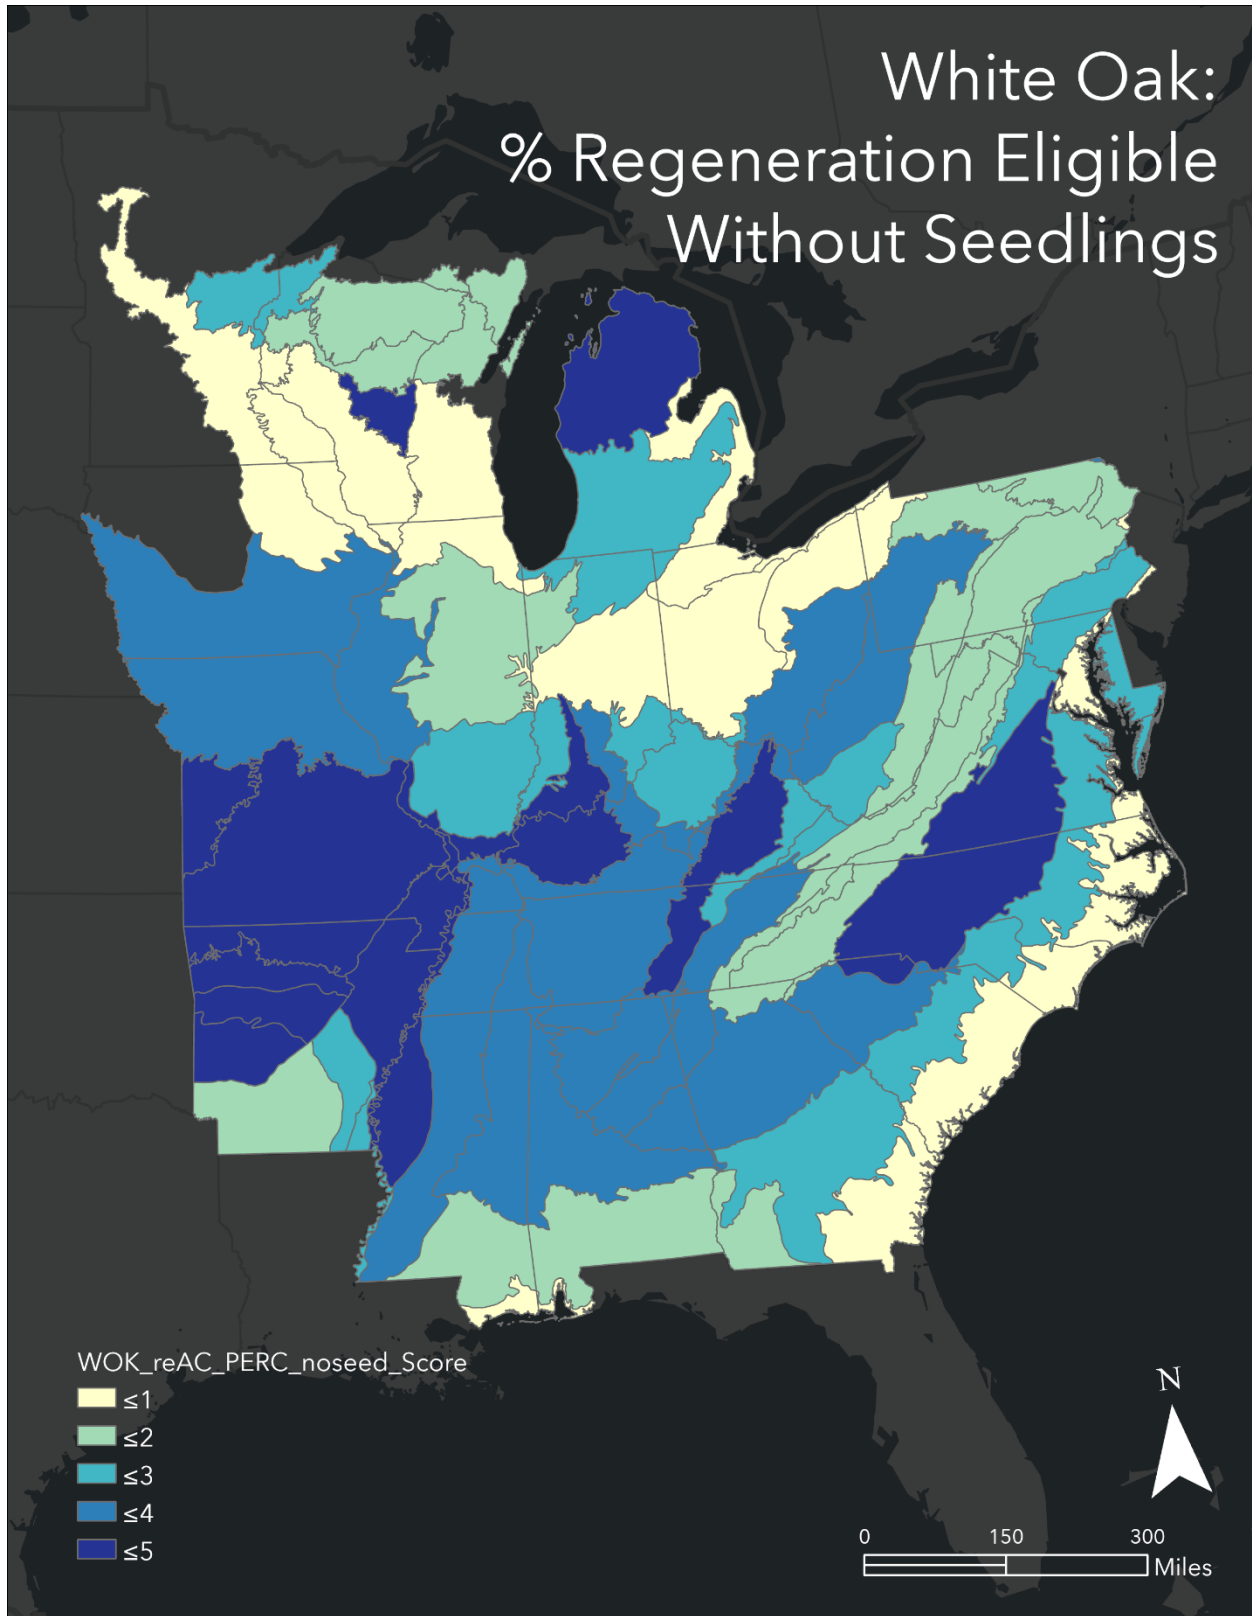 White Oak:
% Regeneration Eligible
Without Seedlings
WOK_reAC_PERC_noseed_Score
≤1
≤2
≤3
≤4
≤5
N
0 150 300
Miles